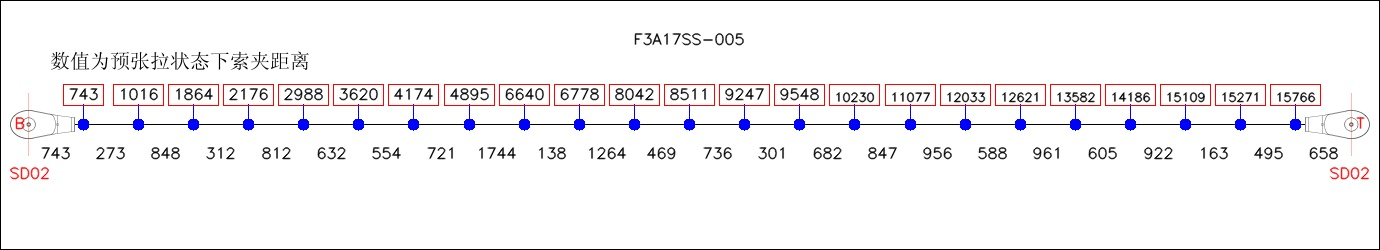 F3A17SS-005
数值为预张拉状态下索夹距离
743 1016 1864 2176 2988 3620 4174 4895 6640 6778 8042 8511 9247 9548 10230 11077 12033 12621 13582 14186 15109 15271 15766
B T
743 273 848 312 812 632 554 721 1744 138 1264 469 736 301 682 847 956 588 961 605 922 163 495 658
SD02 SD02